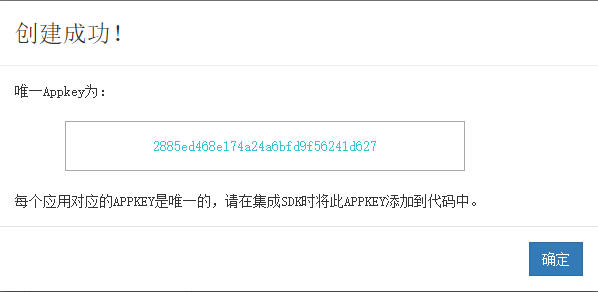 创建成功！
唯一Appkey为：
2885ed468e174a24a6bfd9f56241d627
每个应用对应的APPKEY是唯一的，请在集成SDK时将此APPKEY添加到代码中。
确定